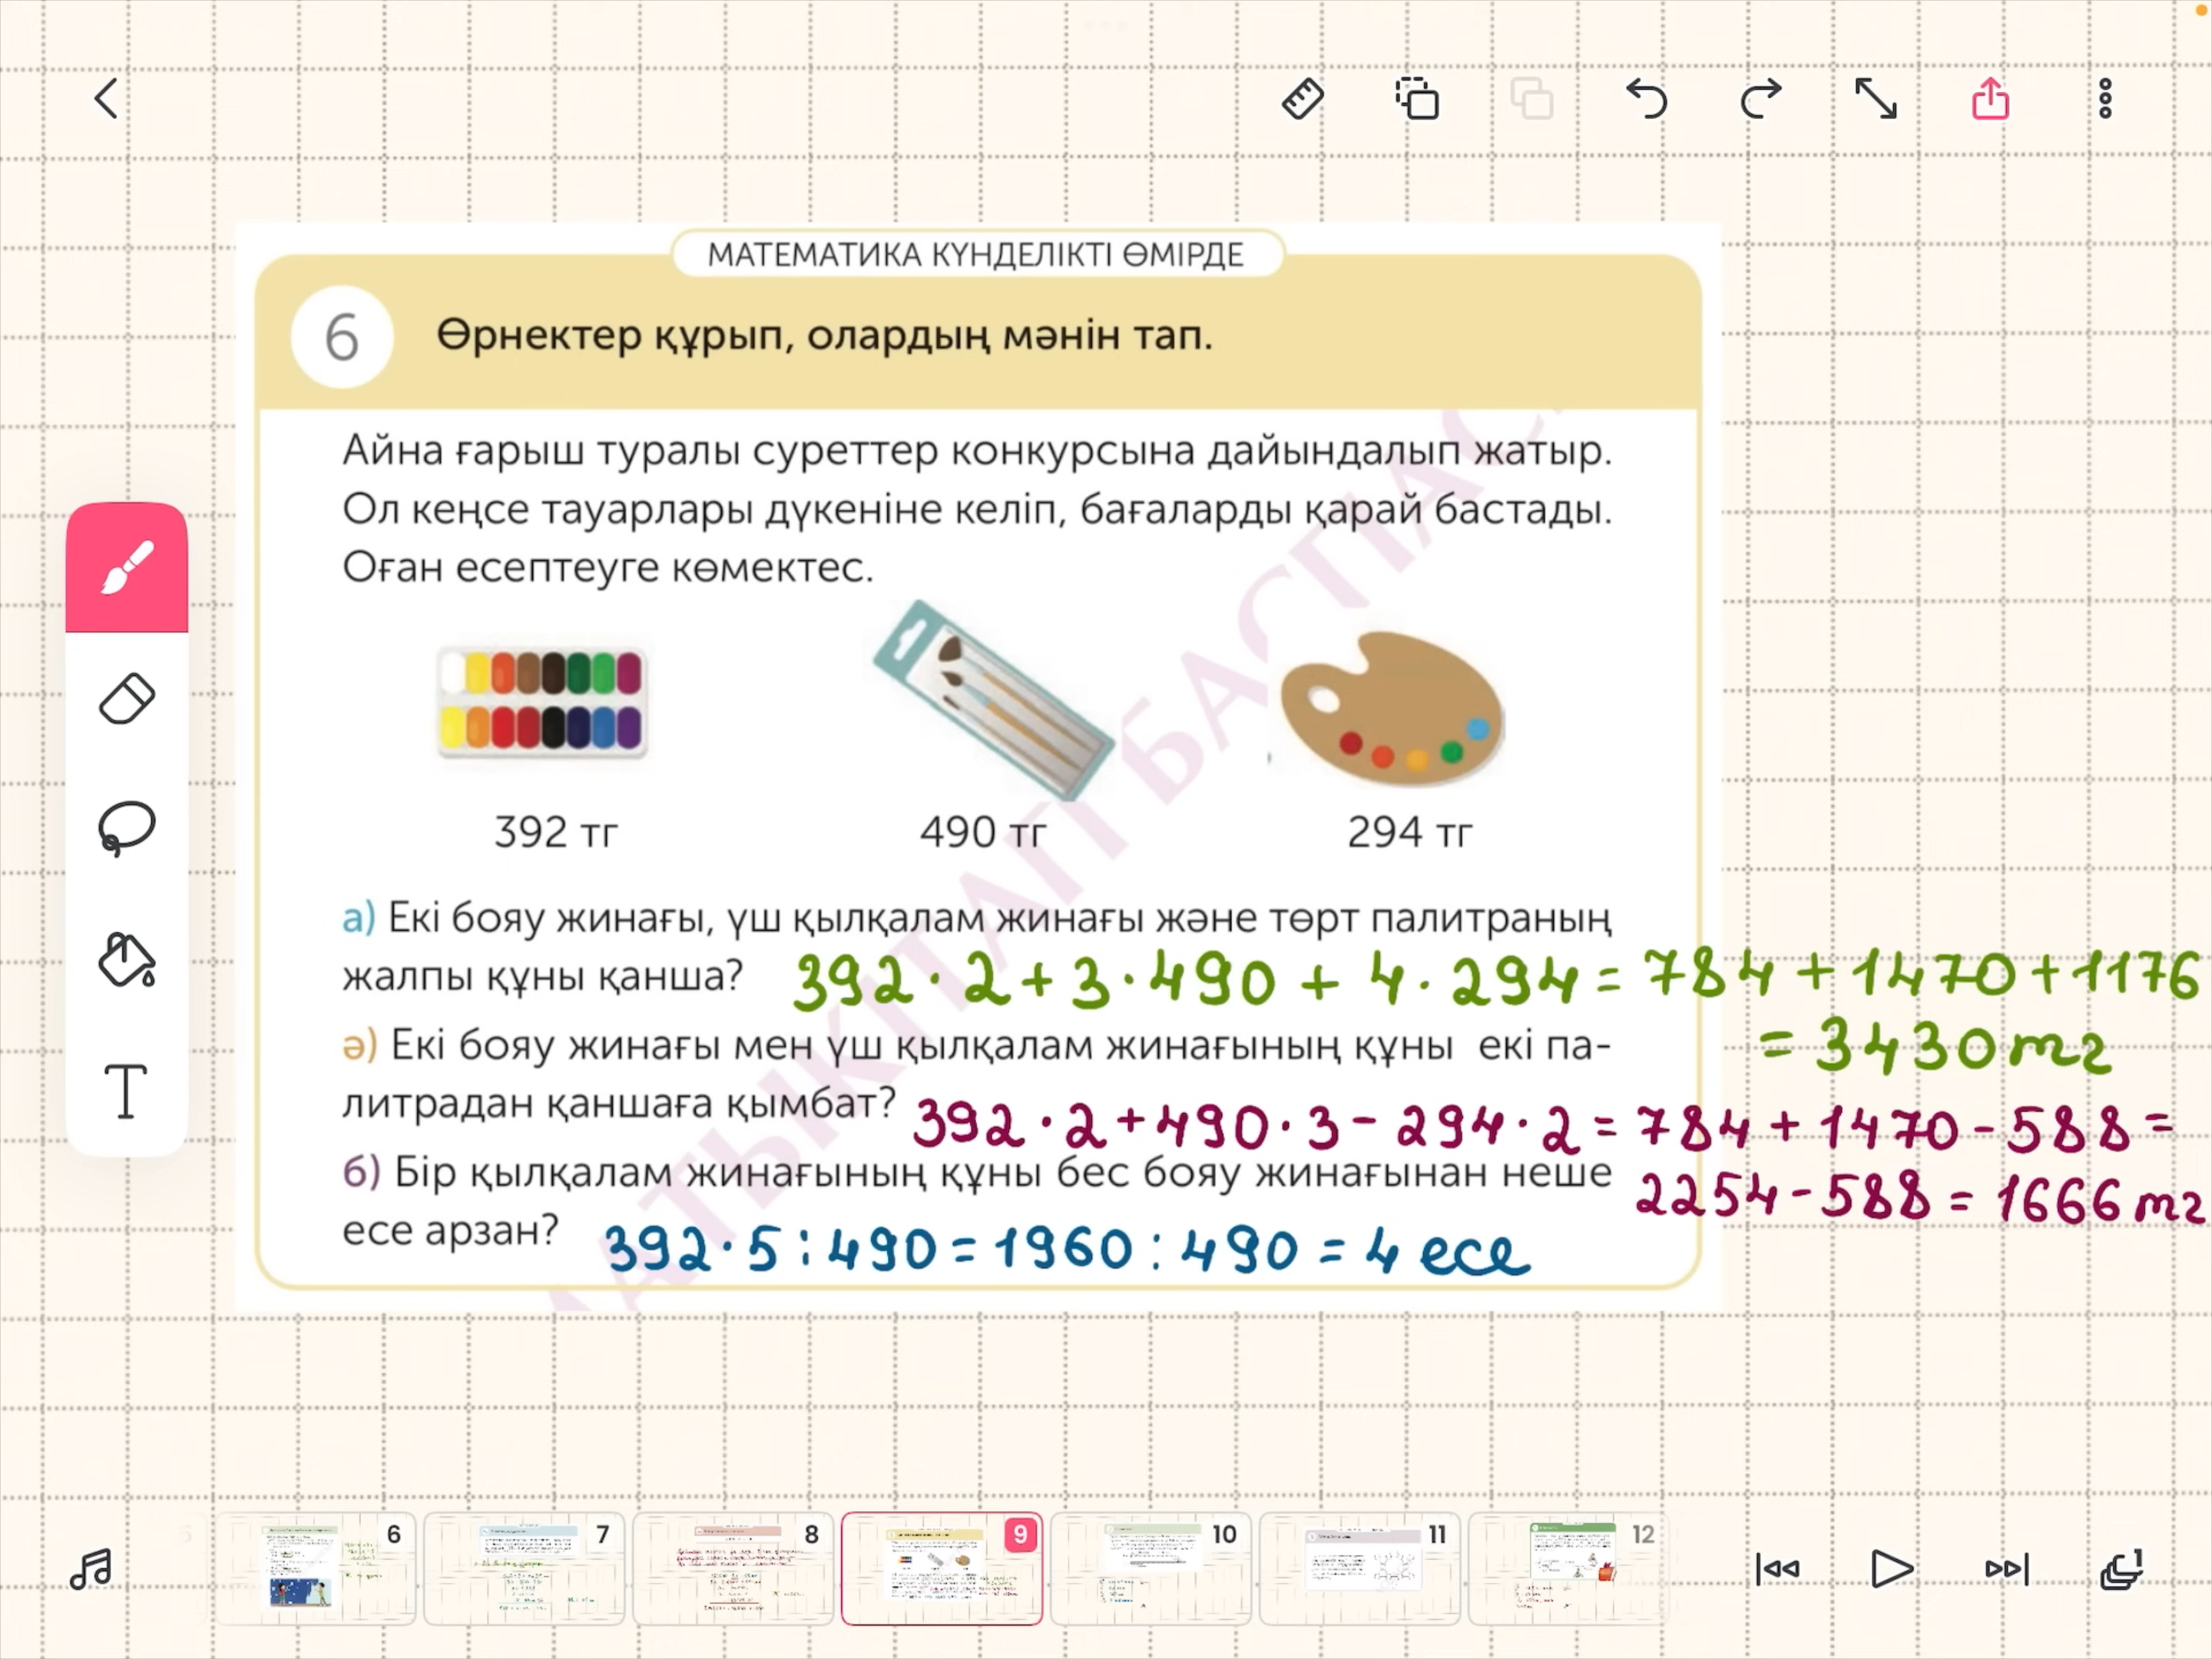 МАТЕМАТИКА КҮНДЕЛІКТІ ӨМІРДЕ
6
Өрнектер құрып, олардың мәнін тап.
Айна ғарыш туралы суреттер конкурсына дайындалып жатыр.
Ол кеңсе тауарлары дүкеніне келіп, бағаларды қарай бастады.
Оған есептеуге көмектес.
392 тг
490 тг
294 тг
а) Екі бояу жинағы, үш қылқалам жинағы және төрт палитраның
жалпы құны қанша?
392 · 2 + 3 · 490 + 4 · 294 = 784 + 1470 + 1176
= 3430 тг
ә) Екі бояу жинағы мен үш қылқалам жинағының құны екі па-
литрадан қаншаға қымбат?
392 · 2 + 490 · 3 - 294 · 2 = 784 + 1470 - 588 =
2254 - 588 = 1666 тг
б) Бір қылқалам жинағының құны бес бояу жинағынан неше
есе арзан?
392 · 5 : 490 = 1960 : 490 = 4 есе
ТІКІТАП БАСПАС
T
6
7
8
9
10
11
12